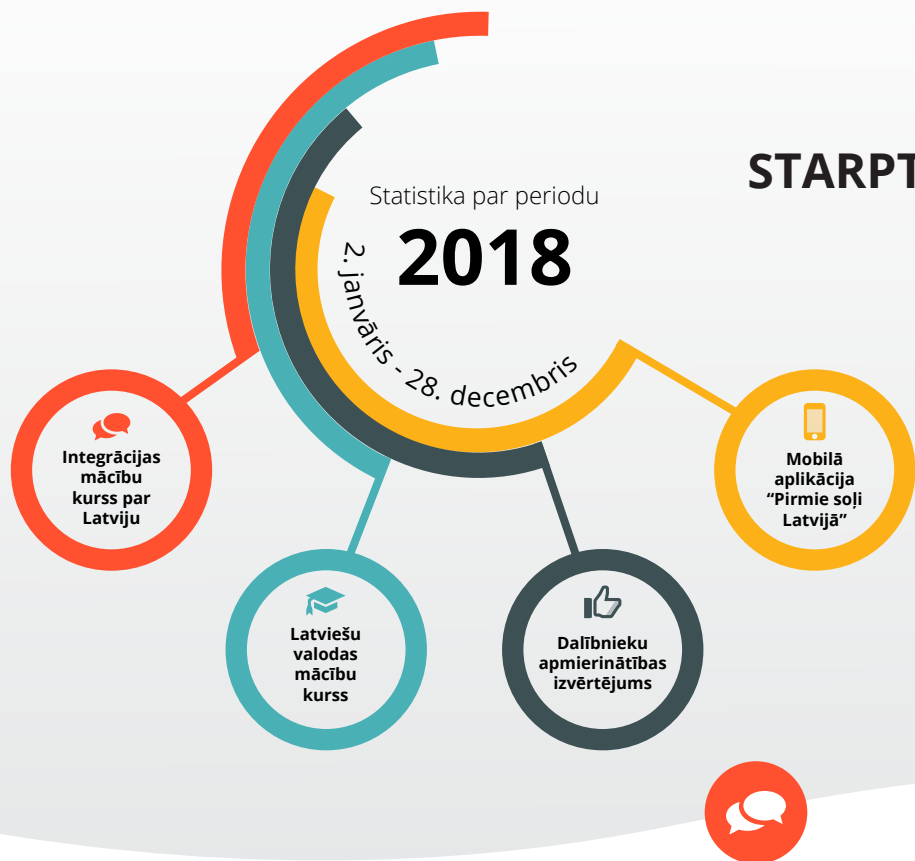 STARPT
Statistika par periodu
2018
2. janvāris - 28. decembris
Integrācijas
mācību
kurss par
Latviju
Mobilā
aplikācija
“Pirmie soļi
Latvijā”
Latviešu
valodas
mācību
kurss
Dalībnieku
apmierinātības
izvērtējums